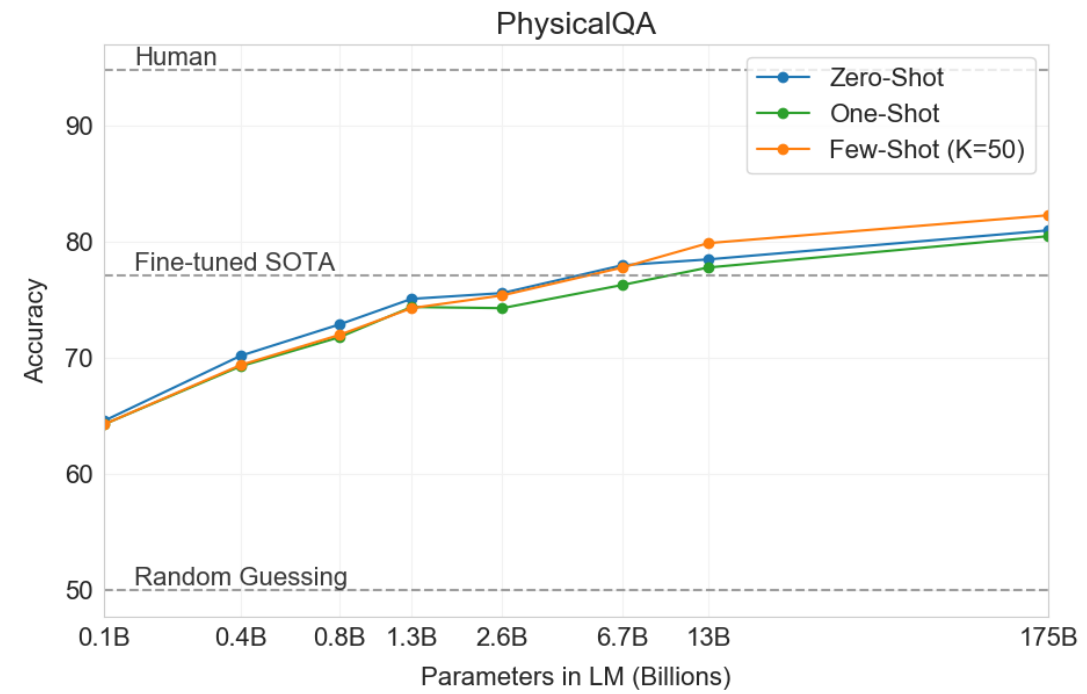 PhysicalQA
Human
Zero-Shot
One-Shot
Few-Shot (K=50)
90
80
Fine-tuned SOTA
Accuracy
70
60
Random Guessing
50
0.1B 0.4B 0.8B 1.3B 2.6B 6.7B 13B 175B
Parameters in LM (Billions)